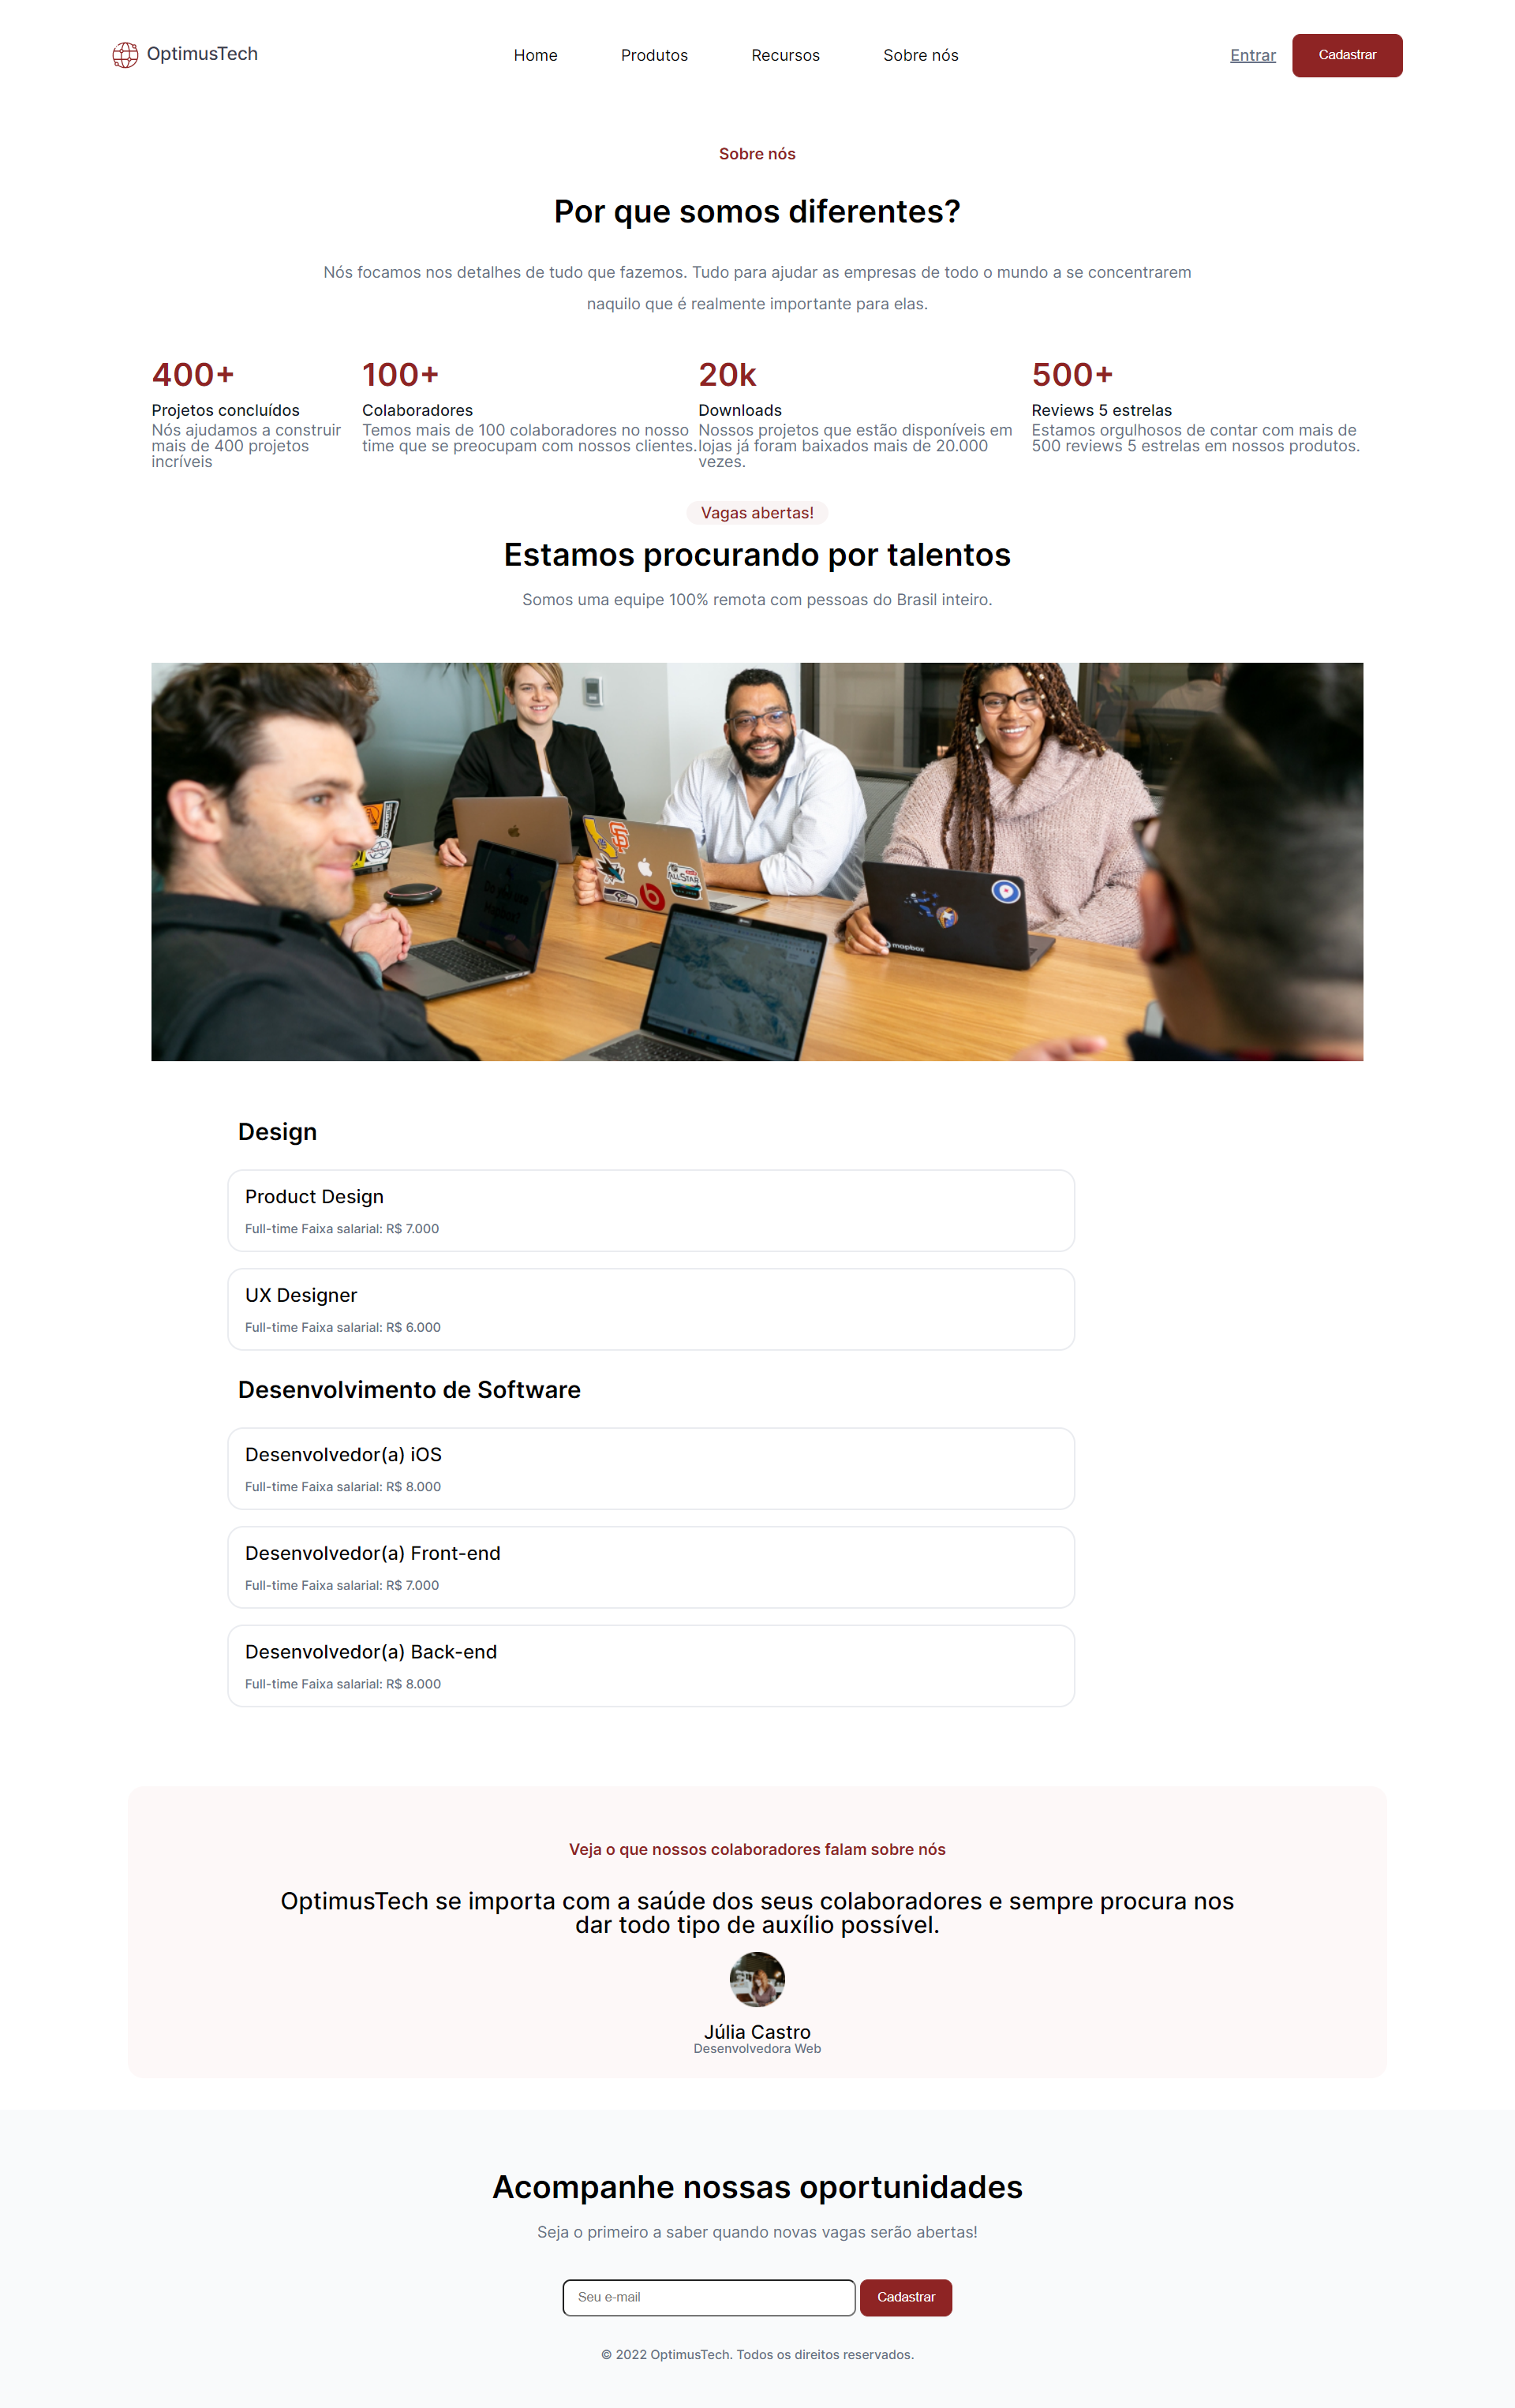 OptimusTech
Home Produtos Recursos Sobre nós
Entrar Cadastrar
Sobre nós
Por que somos diferentes?
Nós focamos nos detalhes de tudo que fazemos. Tudo para ajudar as empresas de todo o mundo a se concentrarem
naquilo que é realmente importante para elas.
400+
Projetos concluídos
Nós ajudamos a construir
mais de 400 projetos
incríveis
100+
Colaboradores
Temos mais de 100 colaboradores no nosso
time que se preocupam com nossos clientes.
20k
Downloads
Nossos projetos que estão disponíveis em
lojas já foram baixados mais de 20.000
vezes.
500+
Reviews 5 estrelas
Estamos orgulhosos de contar com mais de
500 reviews 5 estrelas em nossos produtos.
Vagas abertas!
Estamos procurando por talentos
Somos uma equipe 100% remota com pessoas do Brasil inteiro.
Do you use
Mapbox?
SF
ALLSTAR
mapbox
Design
Product Design
Full-time Faixa salarial: R$ 7.000
UX Designer
Full-time Faixa salarial: R$ 6.000
Desenvolvimento de Software
Desenvolvedor(a) iOS
Full-time Faixa salarial: R$ 8.000
Desenvolvedor(a) Front-end
Full-time Faixa salarial: R$ 7.000
Desenvolvedor(a) Back-end
Full-time Faixa salarial: R$ 8.000
Veja o que nossos colaboradores falam sobre nós
OptimusTech se importa com a saúde dos seus colaboradores e sempre procura nos
dar todo tipo de auxílio possível.
Júlia Castro
Desenvolvedora Web
Acompanhe nossas oportunidades
Seja o primeiro a saber quando novas vagas serão abertas!
Seu e-mail Cadastrar
© 2022 OptimusTech. Todos os direitos reservados.